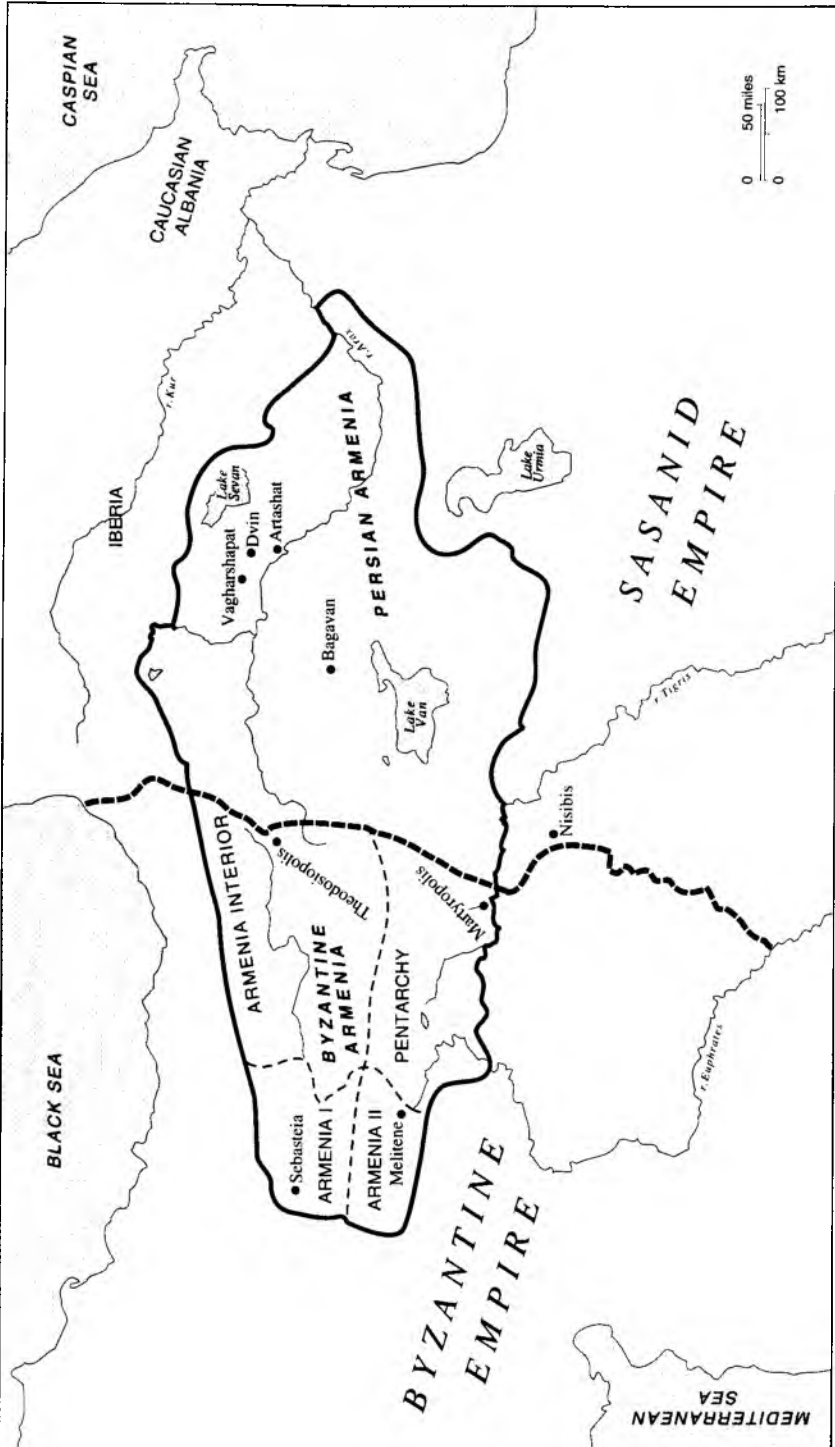 BLACK SEA
CASPIAN
SEA
CAUCASIAN
ALBANIA
IBERIA
r. Kur
ARMENIA INTERIOR
Theodosiopolis
Lake
Sevan
Vagharshapat
Dvin
Artashat
r. Arax
Sebasteia
ARMENIA I
BYZANTINE
ARMENIA
PERSIAN ARMENIA
Bagavan
ARMENIA II
Melitene
PENTARCHY
Martyropolis
Lake
Van
Lake
Urmia
Nisibis
r. Tigris
SASANID
EMPIRE
BYZANTINE
EMPIRE
r. Euphrates
MEDITERRANEAN
SEA
0 50 miles
0 100 km